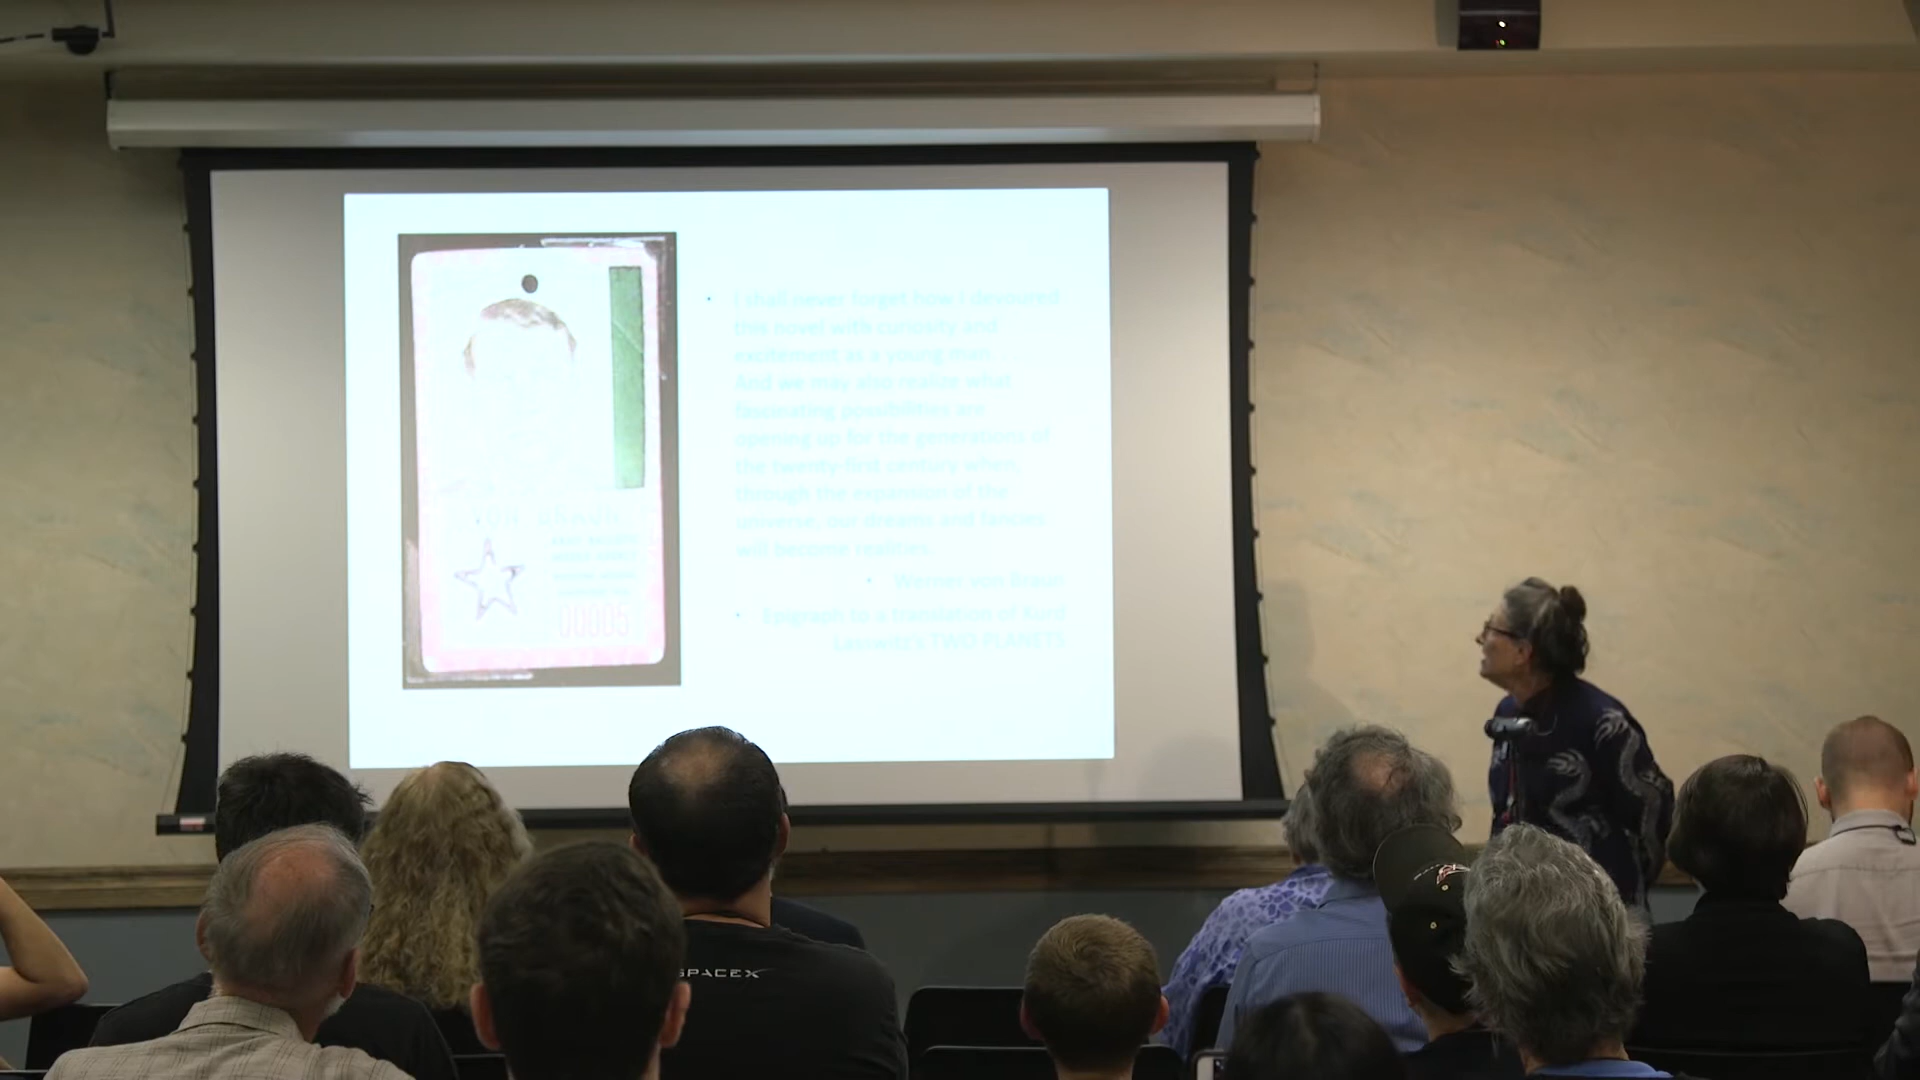 I shall never forget how I devoured
this novel with curiosity and
excitement as a young man
And we may also realize what
fascinating possibilities are
opening up for the generations of
the twenty-first century when,
through the expansion of the
universe, our dreams and fancies
will become realities.
Werner von Braun
Epigraph to a translation of Kurd
Lasswitz's TWO PLANETS
00005
SPACEX